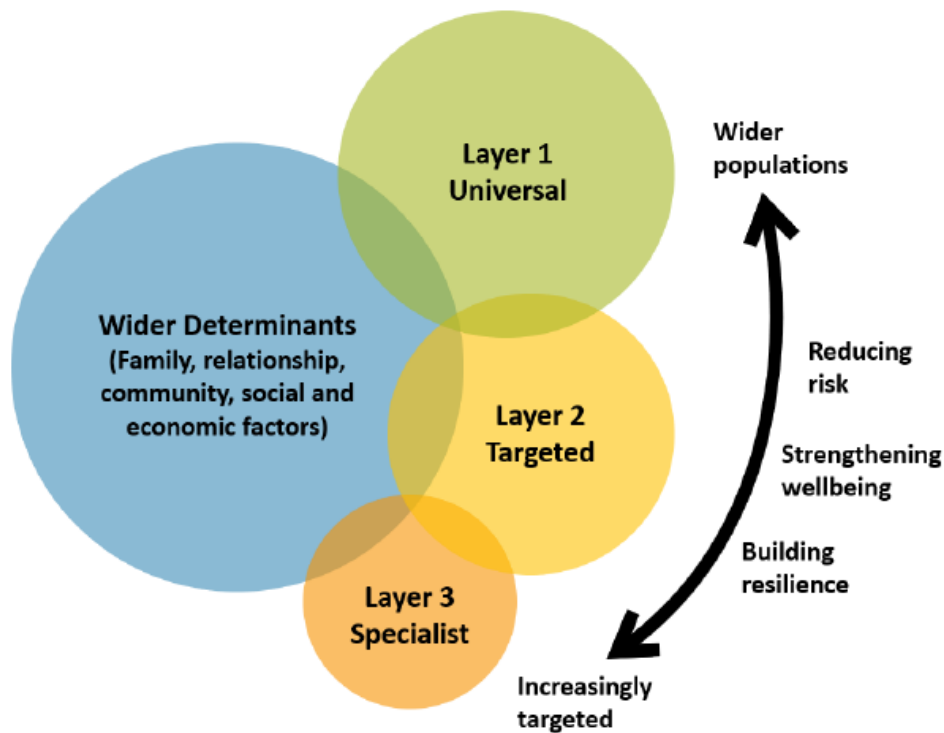 Layer 1
Universal
Wider
populations
Wider Determinants
(Family, relationship,
community, social and
economic factors)
Reducing
risk
Layer 2
Targeted
Strengthening
wellbeing
Building
resilience
Layer 3
Specialist
Increasingly
targeted